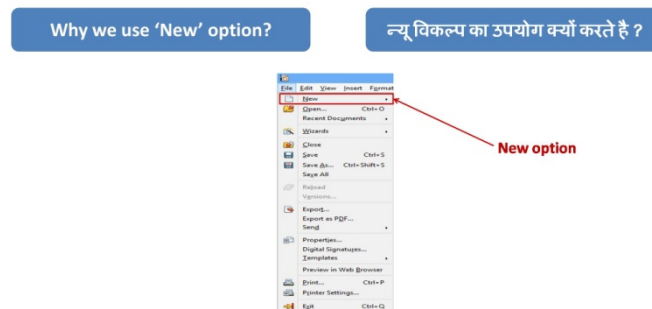 Why we use ‘New’ option?
न्यू विकल्प का उपयोग क्यों करते है ?
File Edit View Insert Format
New
Open... Ctrl+O
Recent Documents
Wizards
Close
Save Ctrl+S
Save As... Ctrl+Shift+S
Save All
Reload
Versions...
Export...
Export as PDF...
Send
Properties...
Digital Signatures...
Templates
Preview in Web Browser
Print... Ctrl+P
Printer Settings...
Exit Ctrl+Q
New option